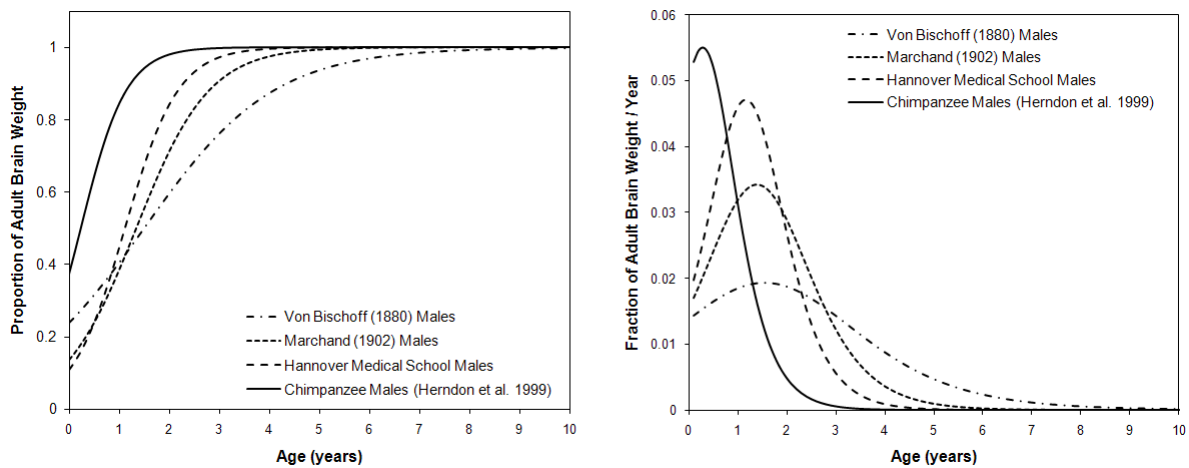 Proportion of Adult Brain Weight
1
0.8
0.6
0.4
0.2
0
Von Bischoff (1880) Males
Marchand (1902) Males
Hannover Medical School Males
Chimpanzee Males (Herndon et al. 1999)
0 1 2 3 4 5 6 7 8 9 10
Age (years)
Fraction of Adult Brain Weight / Year
0.06
0.05
0.04
0.03
0.02
0.01
0
Von Bischoff (1880) Males
Marchand (1902) Males
Hannover Medical School Males
Chimpanzee Males (Herndon et al. 1999)
0 1 2 3 4 5 6 7 8 9 10
Age (years)